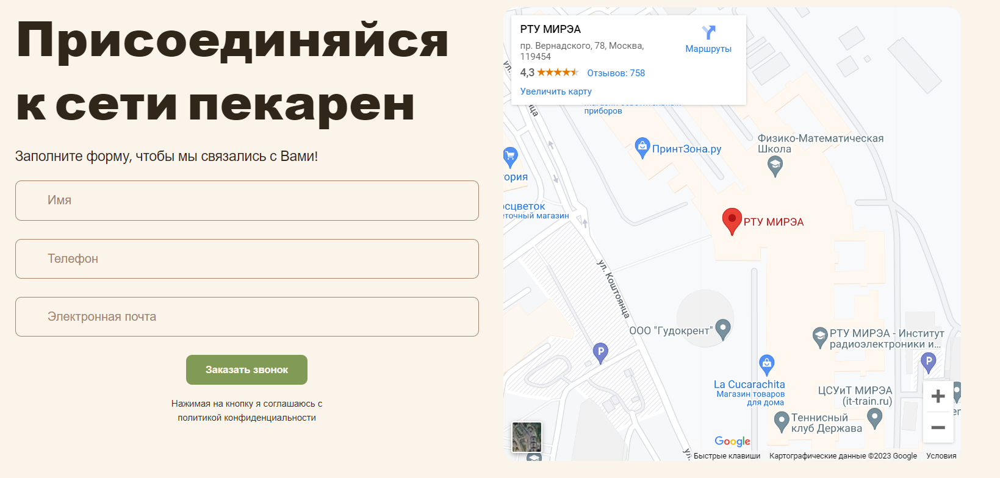 Присоединяйся
к сети пекарен
Заполните форму, чтобы мы связались с Вами!
Имя
Телефон
Электронная почта
Заказать звонок
Нажимая на кнопку я соглашаюсь с
политикой конфиденциальности
РТУ МИРЭА
пр. Вернадского, 78, Москва,
119454
4,3
Отзывов: 758
Увеличить карту
Маршруты
приборов
ПринтЗона.ру
Физико-Математическая
Школа
ория
осцветок
еточный магазин
РТУ МИРЭА
ул. Коштоянца
ООО "Гудокрент"
РТУ МИРЭА - Институт
радиоэлектроники и...
P
P
La Cucarachita
Магазин товаров
для дома
ЦСУиТ МИРЭА
(it-train.ru)
Теннисный
клуб Держава
Google
Быстрые клавиши
Картографические данные ©2023 Google
Условия